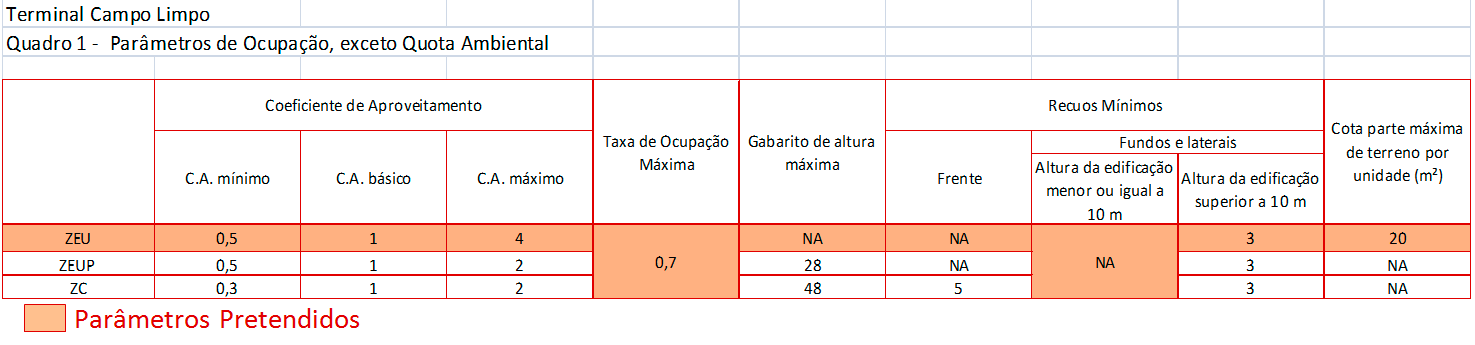 Terminal Campo Limpo
Quadro 1 - Parâmetros de Ocupação, exceto Quota Ambiental
Coeficiente de Aproveitamento
C.A. mínimo
C.A. básico
C.A. máximo
Taxa de Ocupação
Máxima
Gabarito de altura
máxima
Recuos Mínimos
Frente
Fundos e laterais
Altura da edificação
menor ou igual a
10 m
Altura da edificação
superior a 10 m
Cota parte máxima
de terreno por
unidade (m²)
ZEU 0,5 1 4 NA NA 3 20
ZEUP 0,5 1 2 0,7 28 NA NA 3 NA
ZC 0,3 1 2 48 5 3 NA
Parâmetros Pretendidos